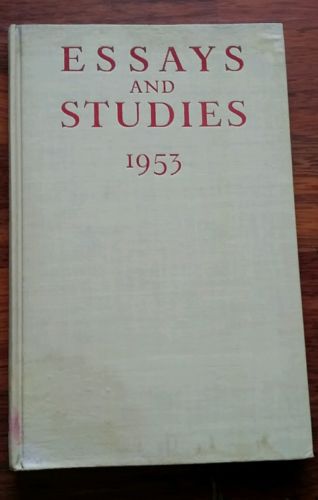 ESSAYS
AND
STUDIES
1953